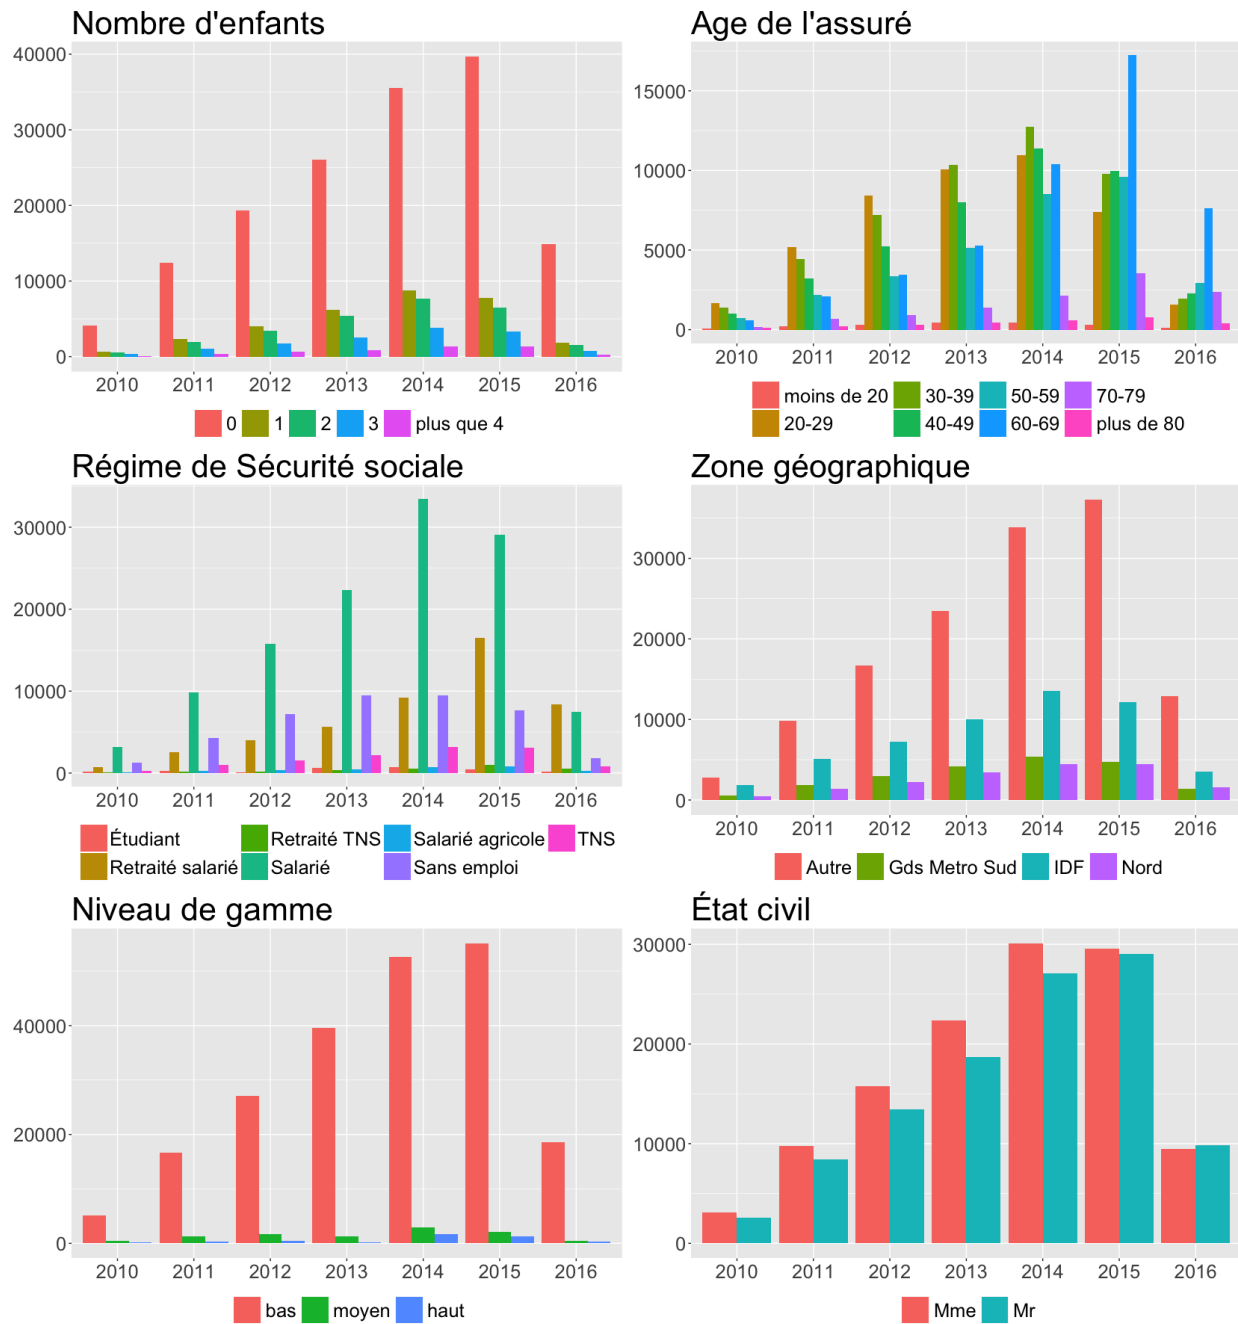 Nombre d'enfants
40000
30000
20000
10000
0
2010 2011 2012 2013 2014 2015 2016
0 1 2 3 plus que 4
Age de l'assuré
15000
10000
5000
0
2010 2011 2012 2013 2014 2015 2016
moins de 20 30-39 50-59 70-79
20-29 40-49 60-69 plus de 80
Régime de Sécurité sociale
30000
20000
10000
0
2010 2011 2012 2013 2014 2015 2016
Étudiant Retraité TNS Salarié agricole TNS
Retraité salarié Salarié Sans emploi
Zone géographique
30000
20000
10000
0
2010 2011 2012 2013 2014 2015 2016
Autre Gds Metro Sud IDF Nord
Niveau de gamme
40000
20000
0
2010 2011 2012 2013 2014 2015 2016
bas moyen haut
État civil
30000
20000
10000
0
2010 2011 2012 2013 2014 2015 2016
Mme Mr